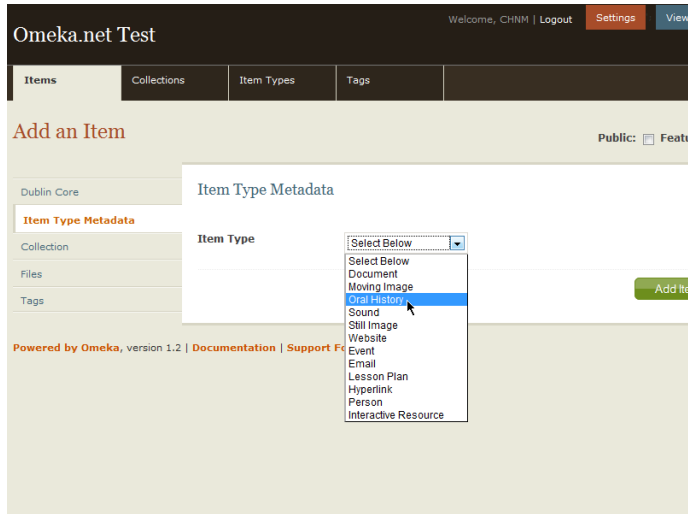 Omeka.net Test
Welcome, CHNM | Logout
Settings
View
Items
Collections
Item Types
Tags
Add an Item
Public:
Dublin Core
Item Type Metadata
Collection
Files
Tags
Item Type Metadata
Item Type
Select Below
Select Below
Document
Moving Image
Oral History
Sound
Still Image
Website
Event
Email
Lesson Plan
Hyperlink
Person
Interactive Resource
Add
Powered by Omeka, version 1.2 | Documentation | Support